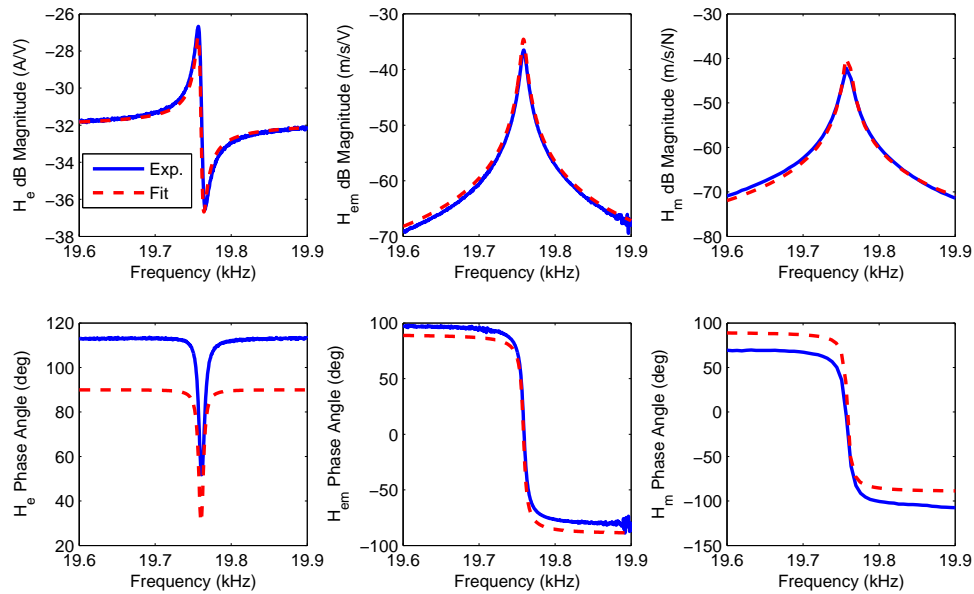 −26
−28
−30
−32
−34
−36
−38
H_e dB Magnitude (A/V)
Exp.
Fit
19.6 19.7 19.8 19.9
Frequency (kHz)
−30
−40
−50
−60
−70
H_em dB Magnitude (m/s/V)
19.6 19.7 19.8 19.9
Frequency (kHz)
−30
−40
−50
−60
−70
−80
H_m dB Magnitude (m/s/N)
19.6 19.7 19.8 19.9
Frequency (kHz)
120
100
80
60
40
20
H_e Phase Angle (deg)
19.6 19.7 19.8 19.9
Frequency (kHz)
100
50
0
−50
−100
H_em Phase Angle (deg)
19.6 19.7 19.8 19.9
Frequency (kHz)
100
50
0
−50
−100
−150
H_m Phase Angle (deg)
19.6 19.7 19.8 19.9
Frequency (kHz)